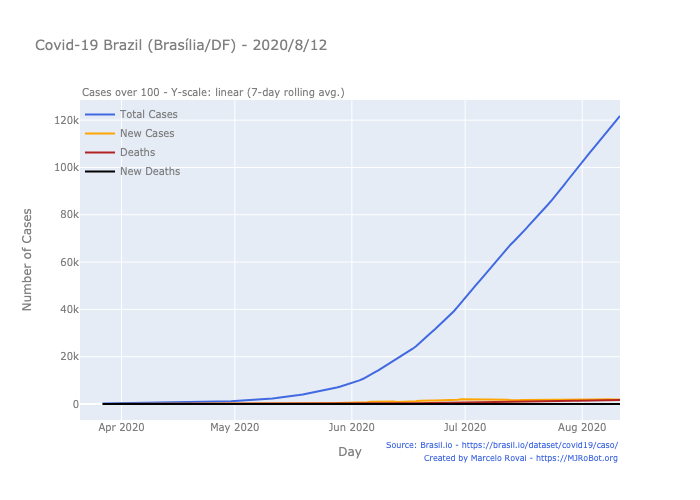 Covid-19 Brazil (Brasília/DF) - 2020/8/12
Cases over 100 - Y-scale: linear (7-day rolling avg.)
Total Cases
New Cases
Deaths
New Deaths
120k
100k
80k
60k
40k
20k
0
Number of Cases
Apr 2020
May 2020
Jun 2020
Jul 2020
Aug 2020
Day
Source: Brasil.io - https://brasil.io/dataset/covid19/caso/
Created by Marcelo Rovai - https://MJRoBot.org